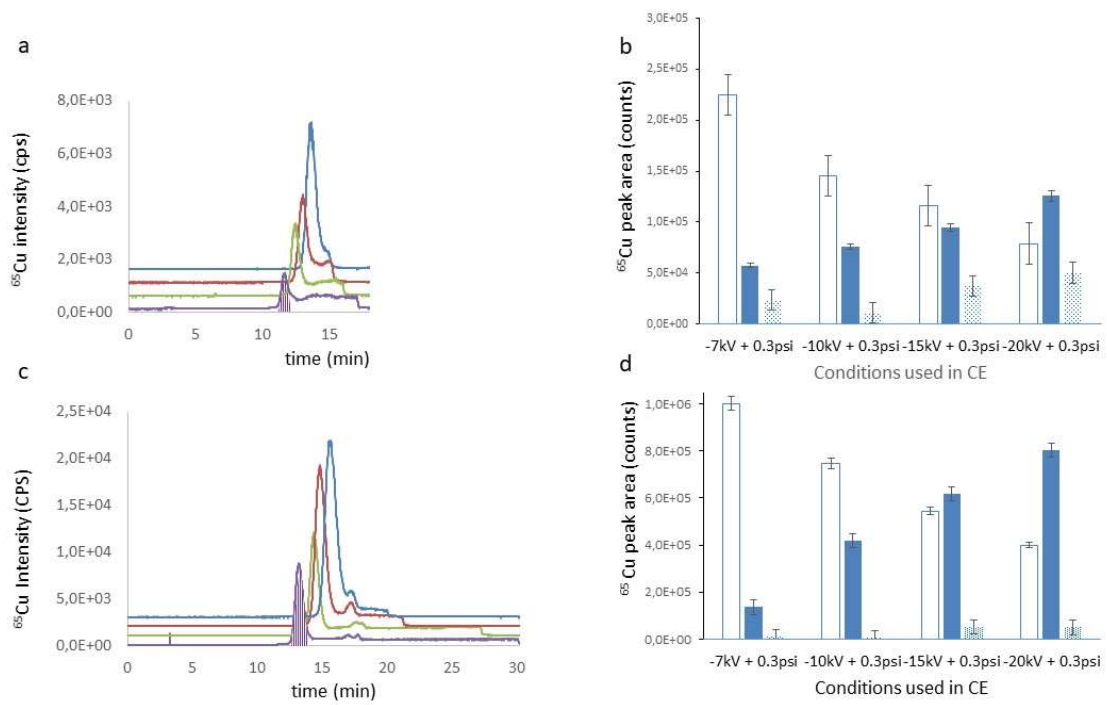 a
⁶⁵Cu intensity (cps)
8,0E+03
6,0E+03
4,0E+03
2,0E+03
0,0E+00
0 5 10 15
time (min)
b
⁶⁵Cu peak area (counts)
3,0E+05
2,5E+05
2,0E+05
1,5E+05
1,0E+05
5,0E+04
0,0E+00
-7kV + 0.3psi -10kV + 0.3psi -15kV + 0.3psi -20kV + 0.3psi
Conditions used in CE
c
⁶⁵Cu Intensity (CPS)
2,5E+04
2,0E+04
1,5E+04
1,0E+04
5,0E+03
0,0E+00
0 5 10 15 20 25 30
time (min)
d
⁶⁵ Cu peak area (counts)
1,0E+06
8,0E+05
6,0E+05
4,0E+05
2,0E+05
0,0E+00
-7kV + 0.3psi -10kV + 0.3psi -15kV + 0.3psi -20kV + 0.3psi
Conditions used in CE